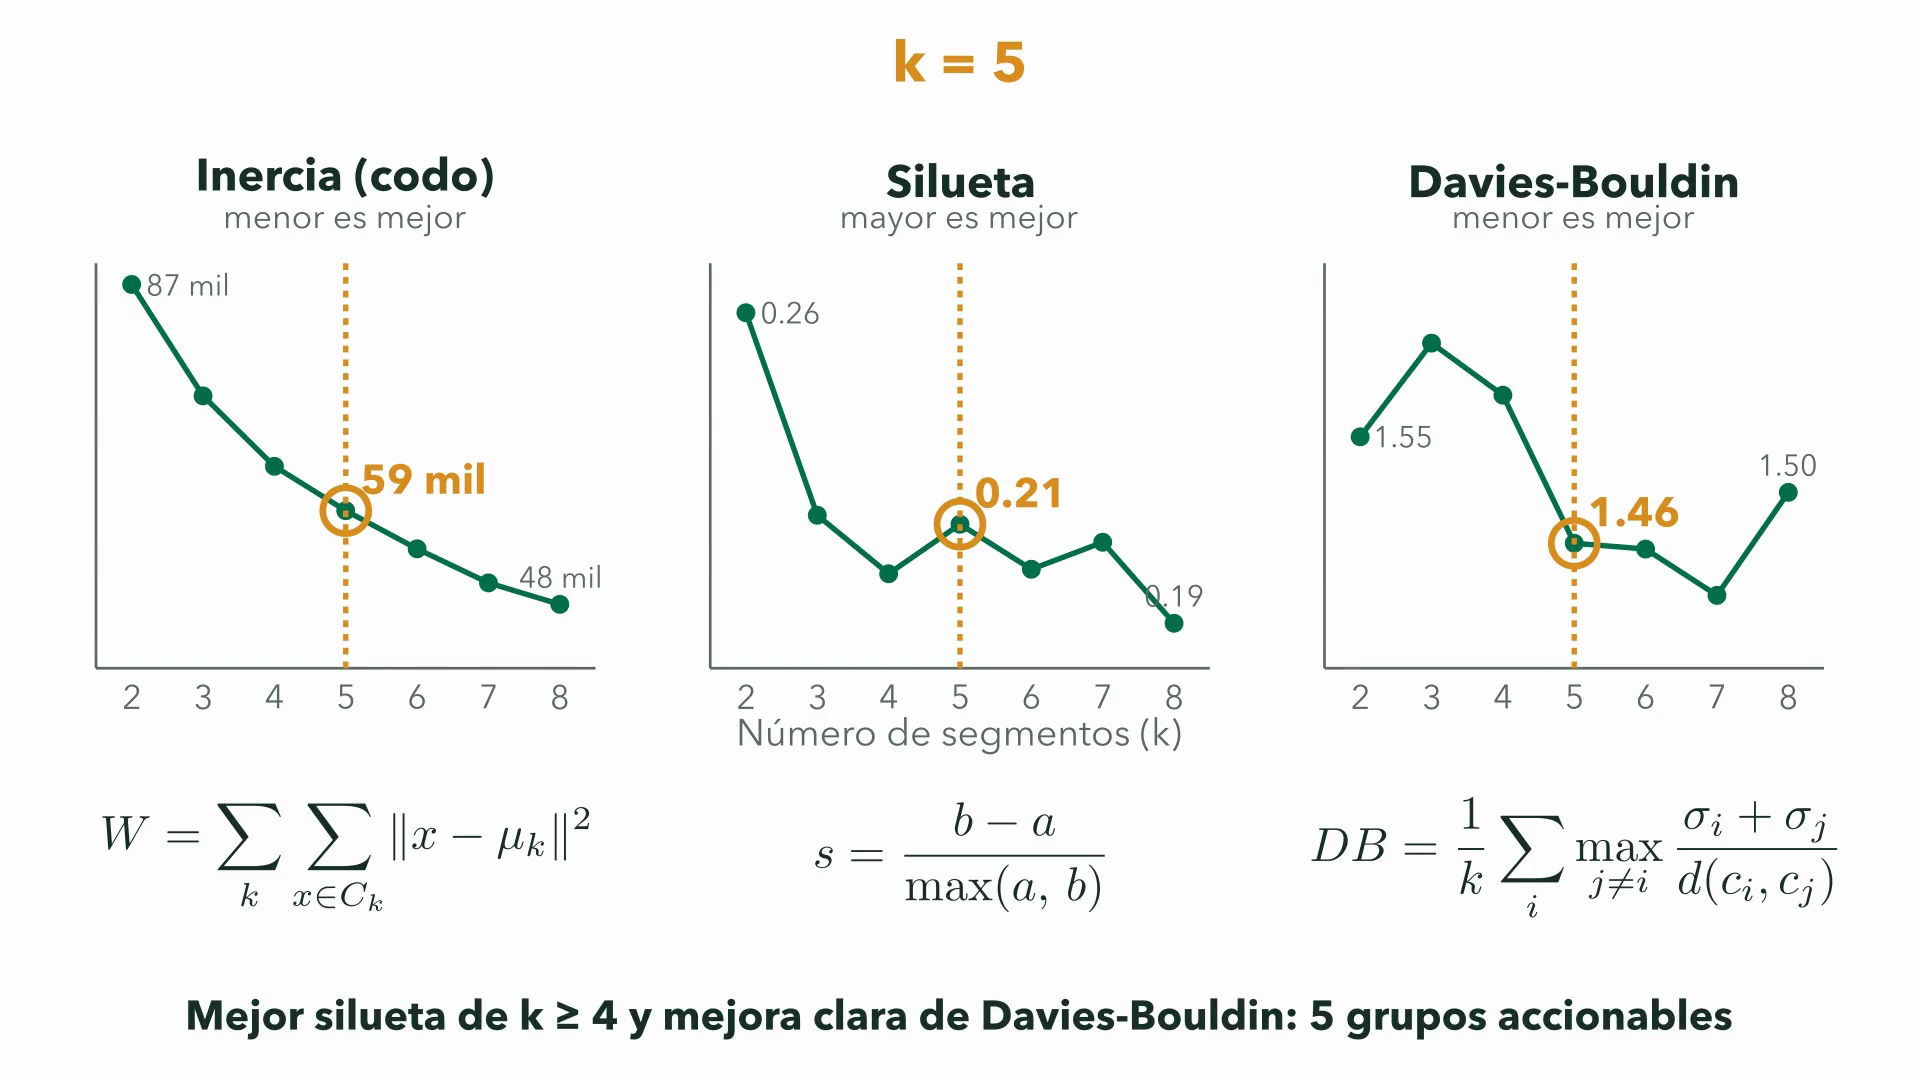 k = 5
Inercia (codo)
menor es mejor
87 mil
59 mil
48 mil
2 3 4 5 6 7 8
Silueta
mayor es mejor
0.26
0.21
0.19
2 3 4 5 6 7 8
Número de segmentos (k)
Davies-Bouldin
menor es mejor
1.55
1.46
1.50
2 3 4 5 6 7 8
W = ∑_k ∑_{x∈C_k} ‖x − μ_k‖²
s = (b − a) / max(a, b)
DB = 1/k ∑_i max_{j≠i} (σ_i + σ_j) / d(c_i, c_j)
Mejor silueta de k ≥ 4 y mejora clara de Davies-Bouldin: 5 grupos accionables